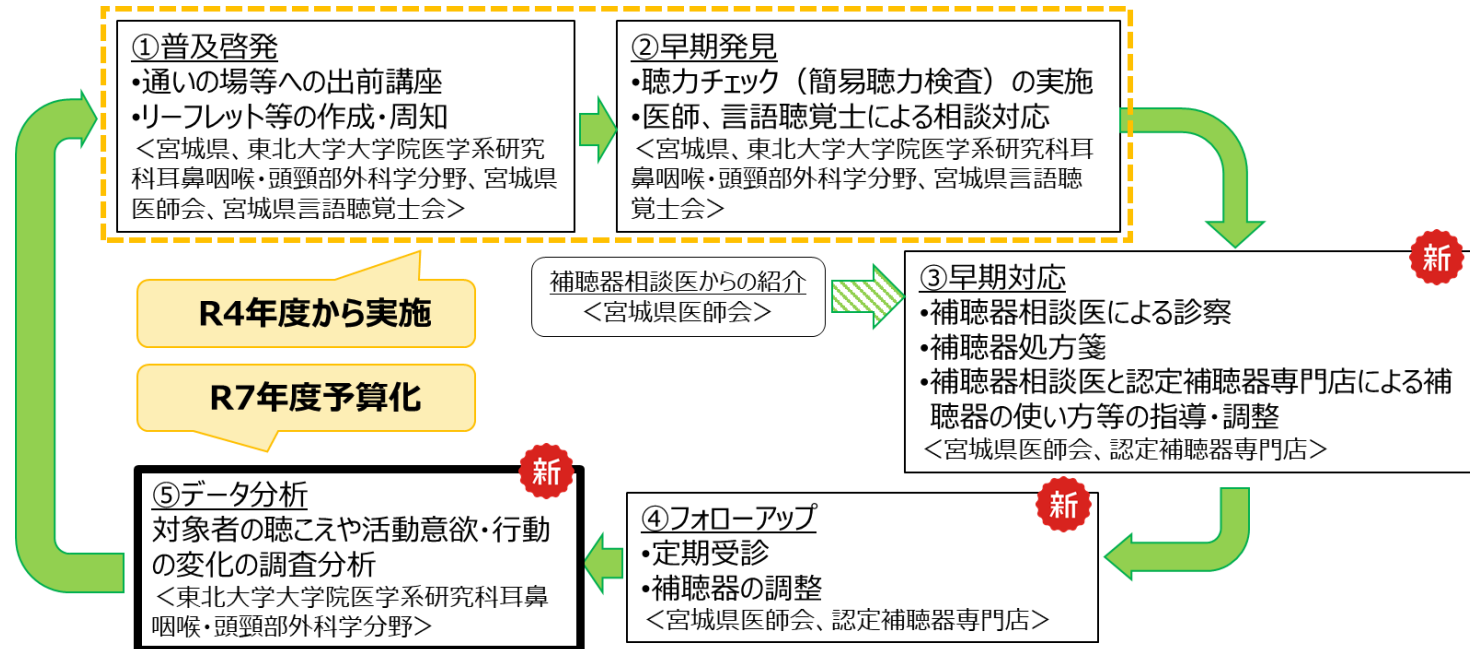 ①普及啓発
•通いの場等への出前講座
•リーフレット等の作成・周知
＜宮城県、東北大学大学院医学系研究
科耳鼻咽喉・頭頸部外科学分野、宮城県
医師会、宮城県言語聴覚士会＞
②早期発見
•聴力チェック（簡易聴力検査）の実施
•医師、言語聴覚士による相談対応
＜宮城県、東北大学大学院医学系研究科耳
鼻咽喉・頭頸部外科学分野、宮城県言語聴
覚士会＞
R4年度から実施
補聴器相談医からの紹介
＜宮城県医師会＞
新
③早期対応
•補聴器相談医による診察
•補聴器処方箋
•補聴器相談医と認定補聴器専門店による補
聴器の使い方等の指導・調整
＜宮城県医師会、認定補聴器専門店＞
R7年度予算化
新
④フォローアップ
•定期受診
•補聴器の調整
＜宮城県医師会、認定補聴器専門店＞
新
⑤データ分析
対象者の聴こえや活動意欲・行動
の変化の調査分析
＜東北大学大学院医学系研究科耳鼻
咽喉・頭頸部外科学分野＞